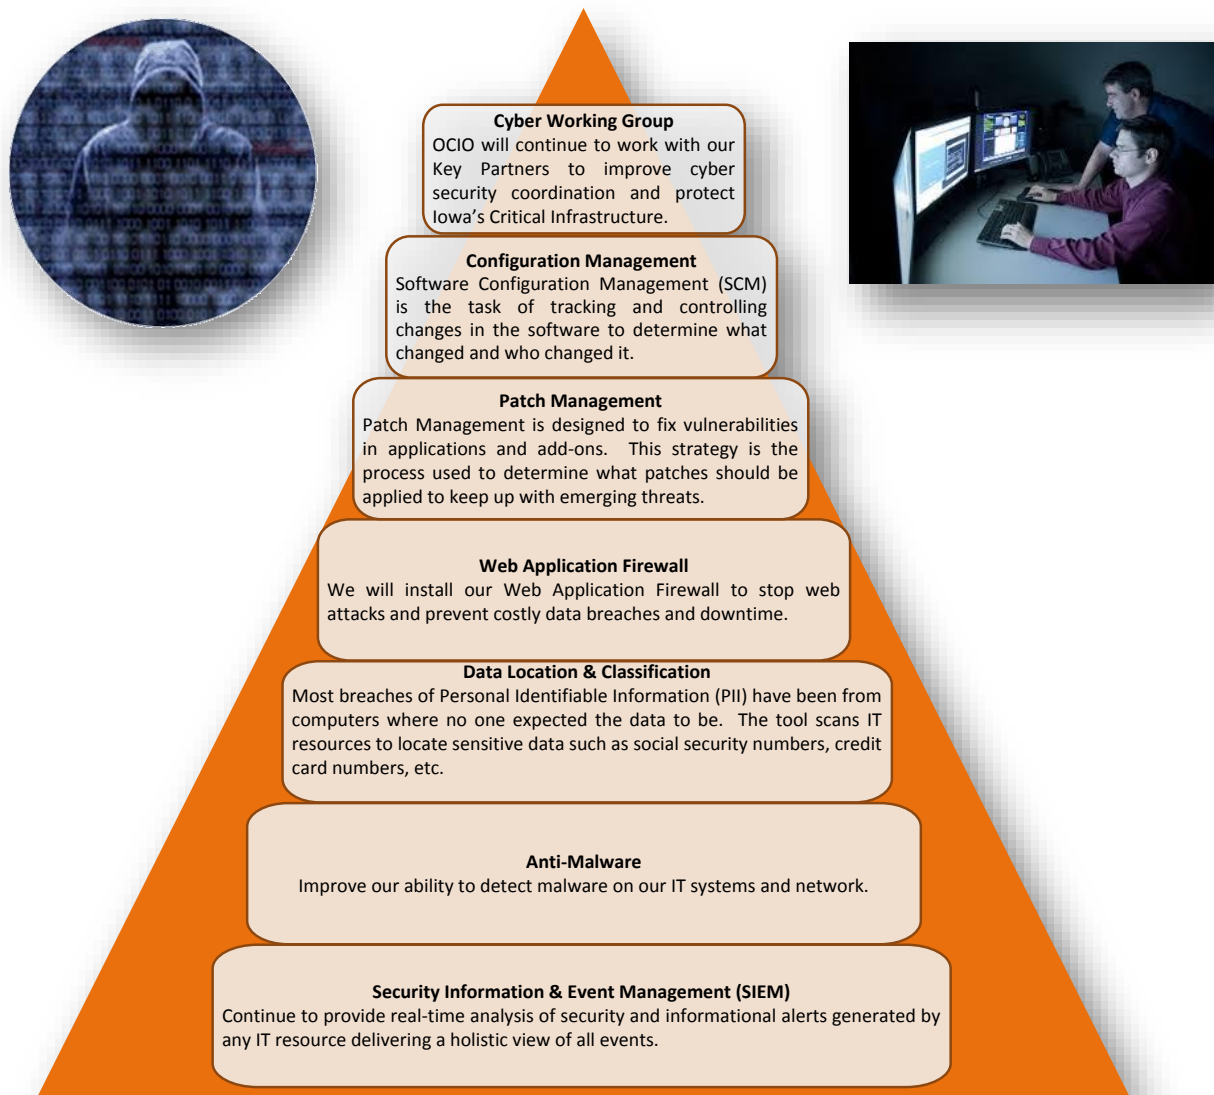 Cyber Working Group
OCIO will continue to work with our
Key Partners to improve cyber
security coordination and protect
Iowa's Critical Infrastructure.
Configuration Management
Software Configuration Management (SCM)
is the task of tracking and controlling
changes in the software to determine what
changed and who changed it.
Patch Management
Patch Management is designed to fix vulnerabilities
in applications and add-ons. This strategy is the
process used to determine what patches should be
applied to keep up with emerging threats.
Web Application Firewall
We will install our Web Application Firewall to stop web
attacks and prevent costly data breaches and downtime.
Data Location & Classification
Most breaches of Personal Identifiable Information (PII) have been from
computers where no one expected the data to be. The tool scans IT
resources to locate sensitive data such as social security numbers, credit
card numbers, etc.
Anti-Malware
Improve our ability to detect malware on our IT systems and network.
Security Information & Event Management (SIEM)
Continue to provide real-time analysis of security and informational alerts generated by
any IT resource delivering a holistic view of all events.